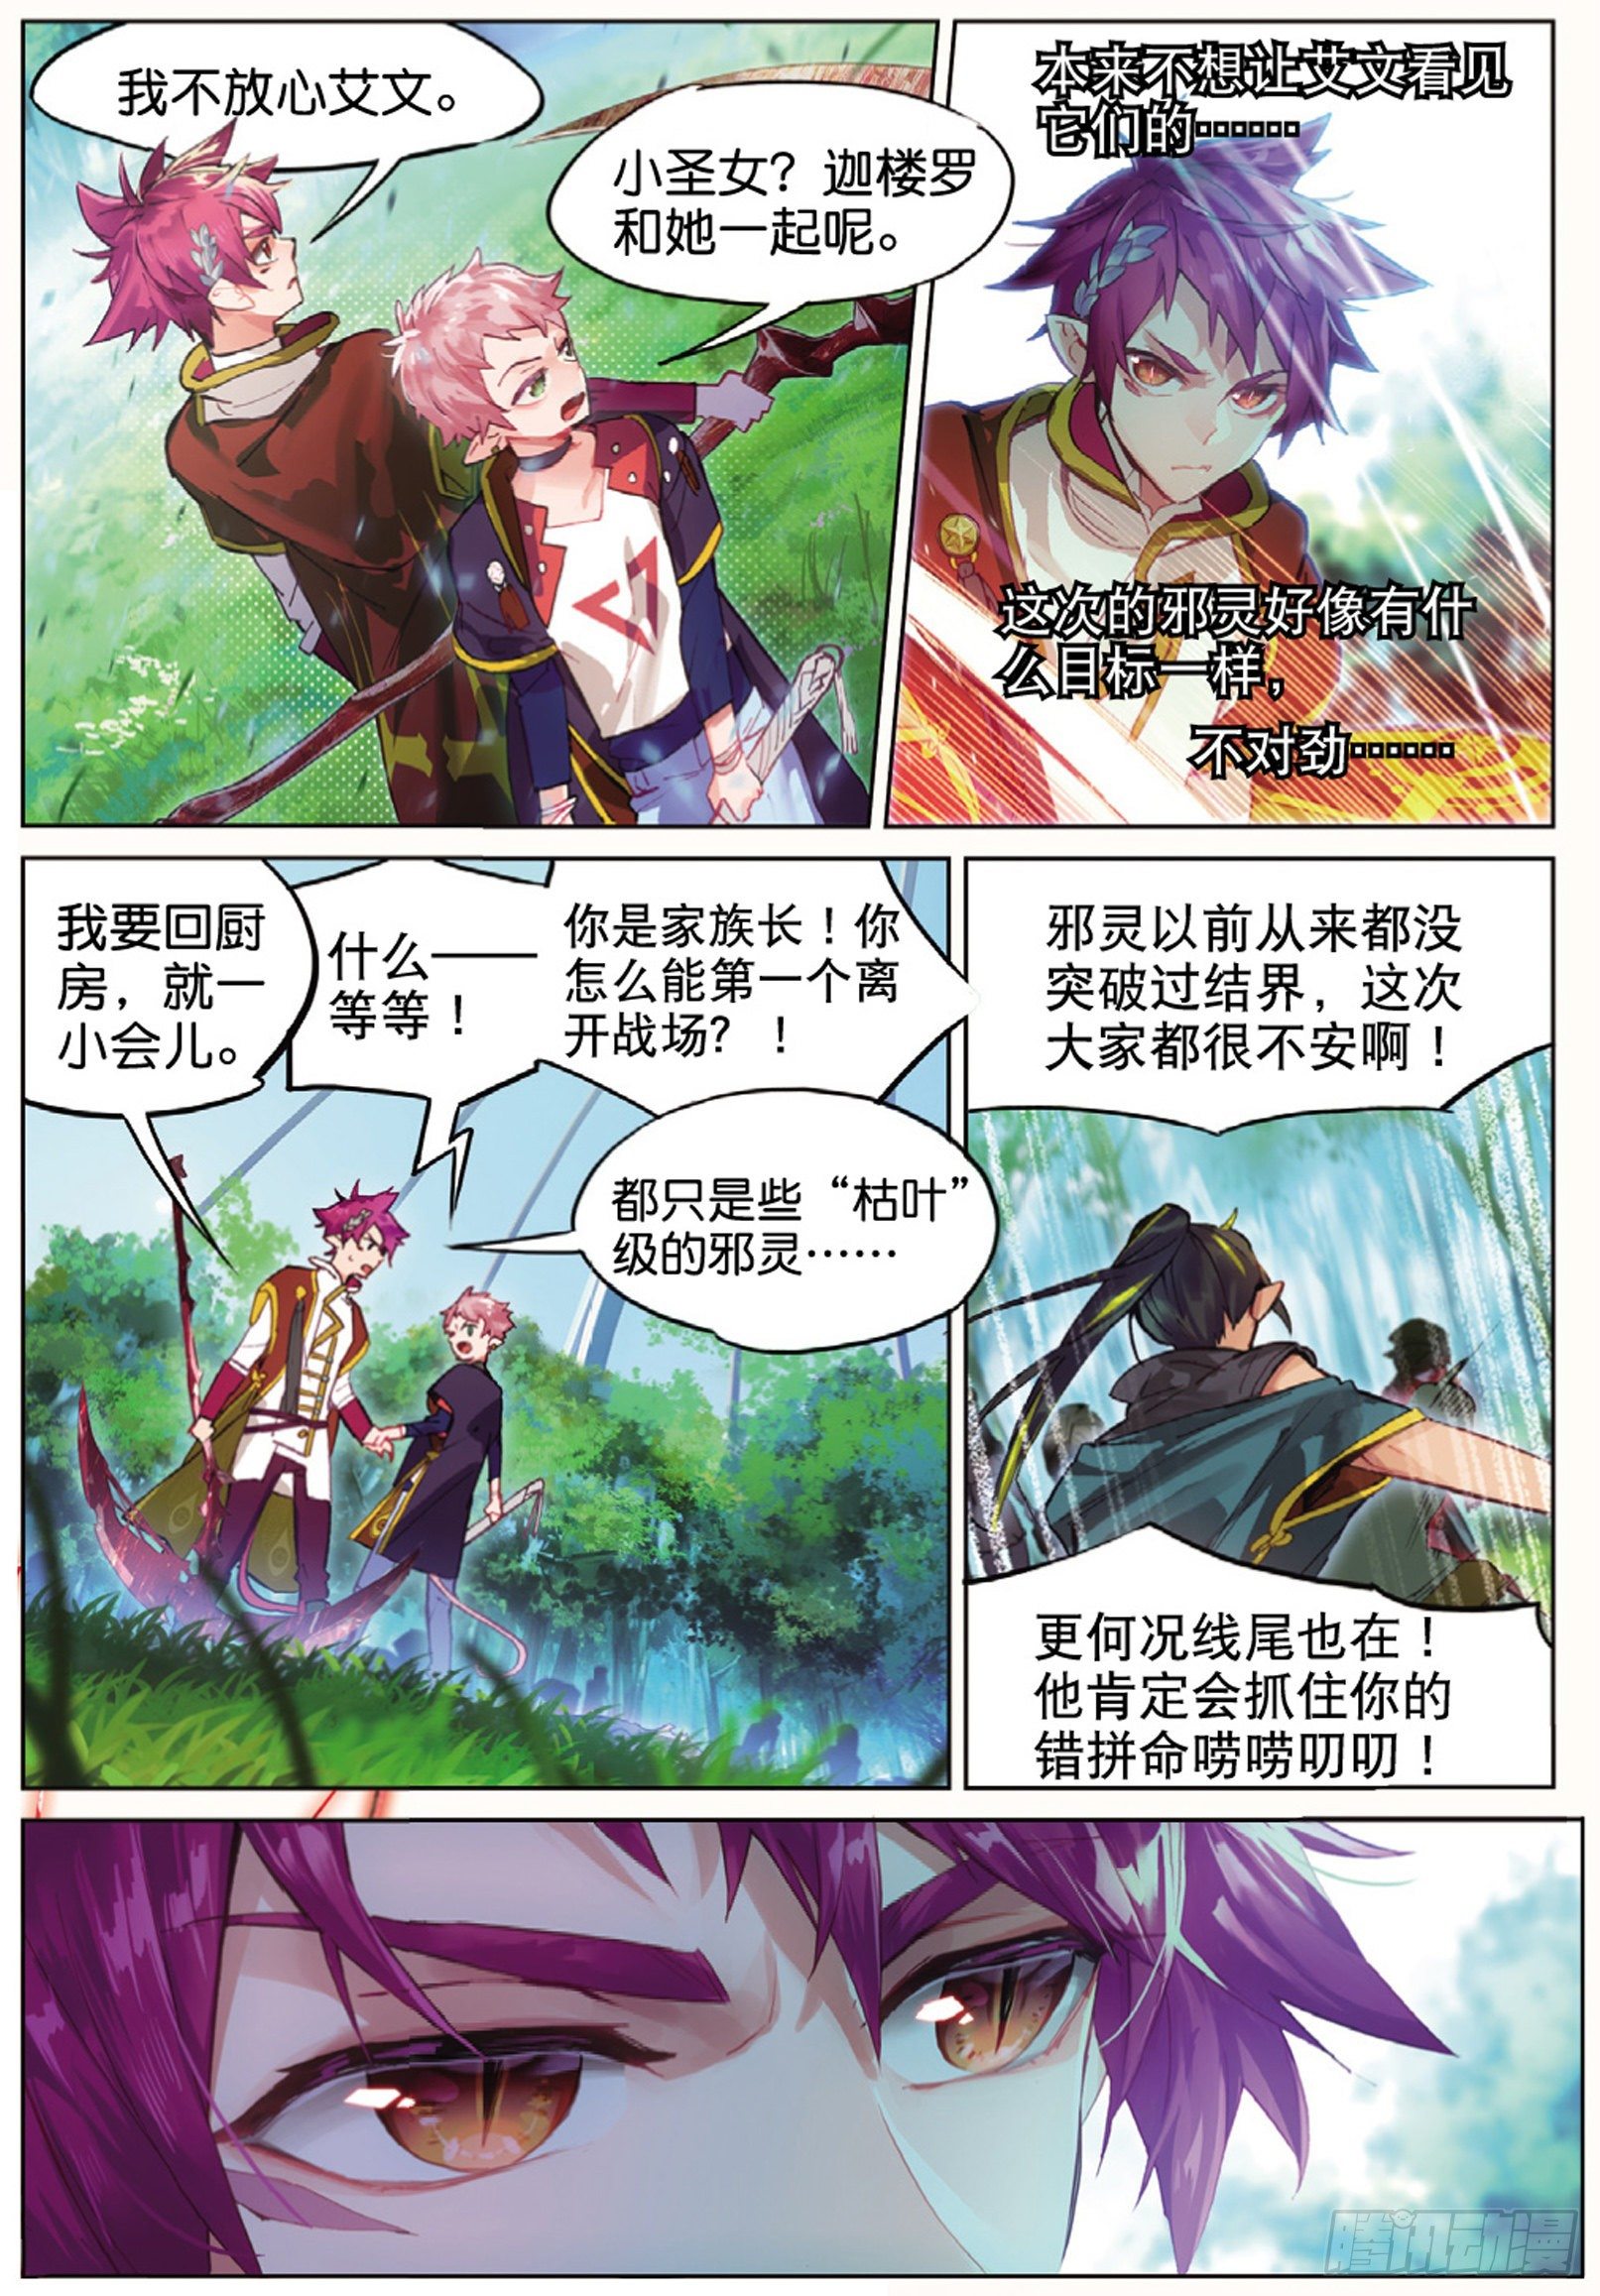 我不放心艾文。
小圣女？迦楼罗
和她一起呢。
本来不想让艾文看见
它们的……
这次的邪灵好像有什
么目标一样，
不对劲……
我要回厨
房，就一
小会儿。
什么——
等等！
你是家族长！你
怎么能第一个离
开战场？！
都只是些“枯叶”
级的邪灵……
邪灵以前从来都没
突破过结界，这次
大家都很不安啊！
更何况线尾也在！
他肯定会抓住你的
错拼命唠唠叨叨！
腾讯动漫